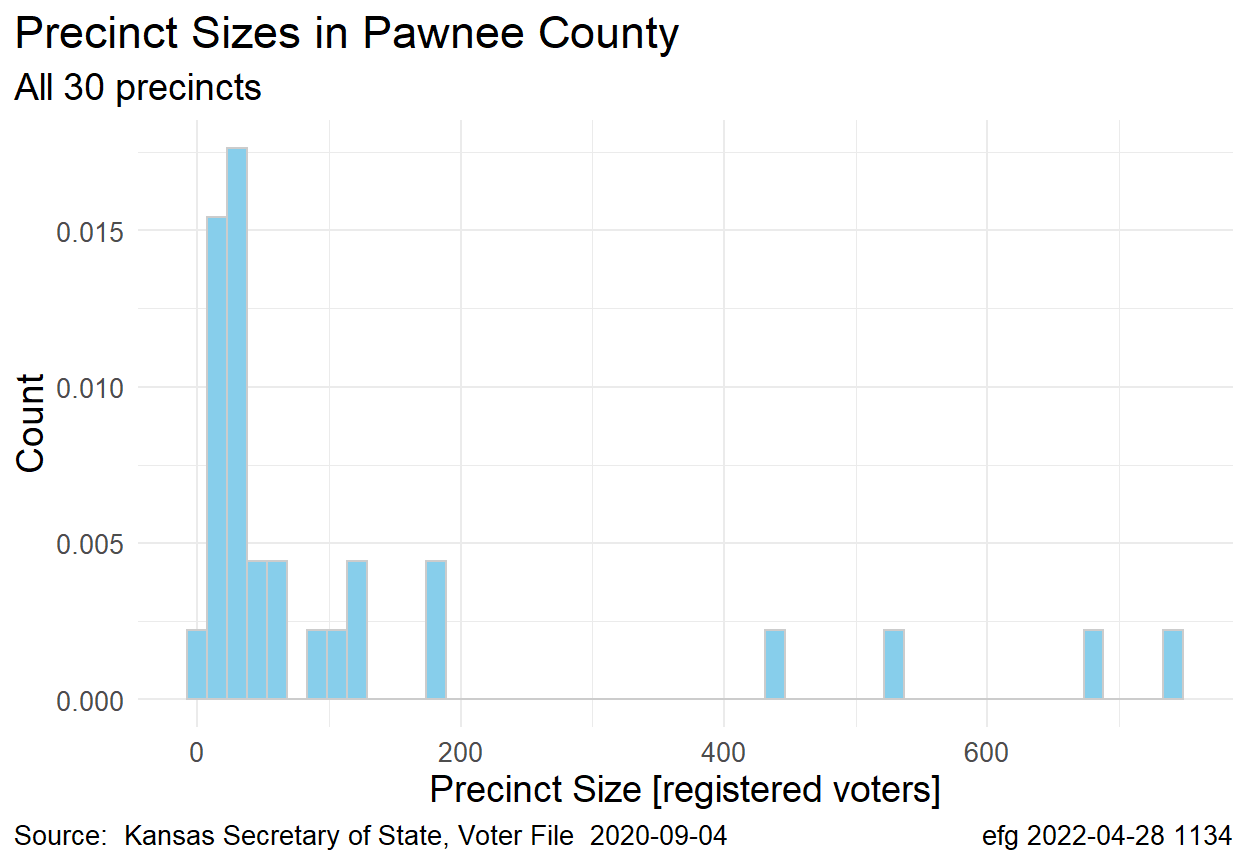 Precinct Sizes in Pawnee County
All 30 precincts
0.015
0.010
0.005
0.000
Count
0 200 400 600
Precinct Size [registered voters]
Source:  Kansas Secretary of State, Voter File  2020-09-04 efg 2022-04-28 1134